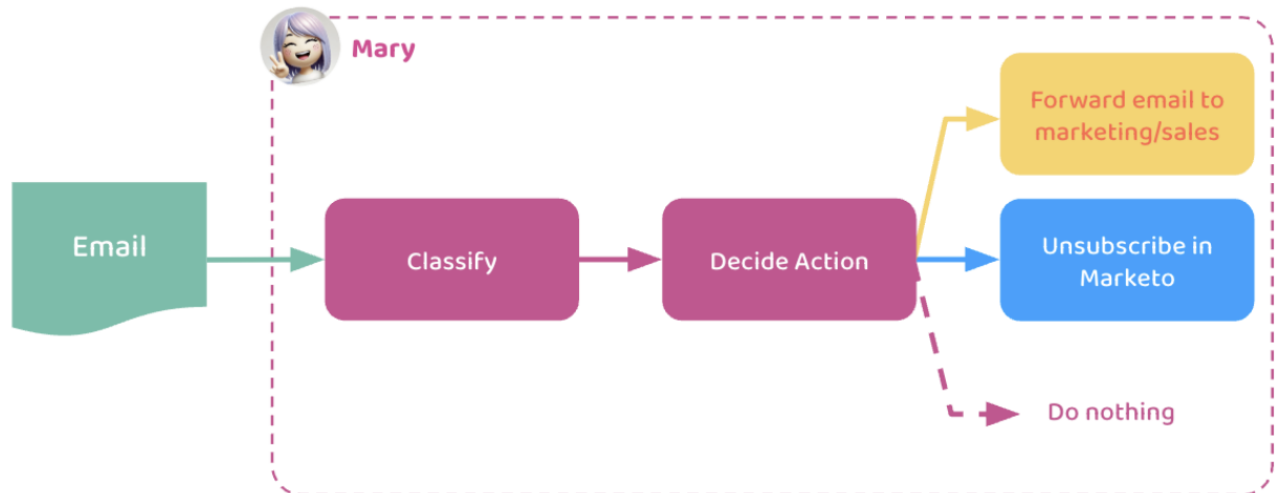 Mary
Email
Classify
Decide Action
Forward email to
marketing/sales
Unsubscribe in
Marketo
Do nothing